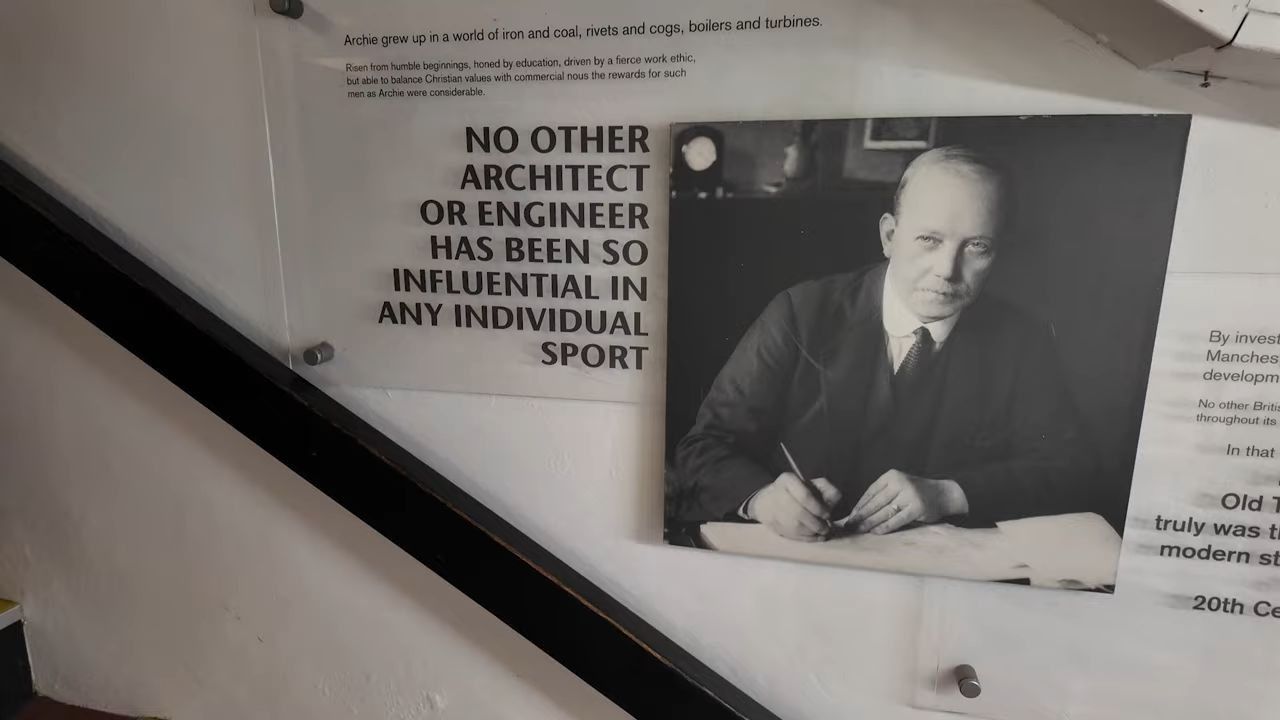 Archie grew up in a world of iron and coal, rivets and cogs, boilers and turbines.
Risen from humble beginnings, honed by education, driven by a fierce work ethic,
but able to balance Christian values with commercial nous the rewards for such
men as Archie were considerable.
NO OTHER
ARCHITECT
OR ENGINEER
HAS BEEN SO
INFLUENTIAL IN
ANY INDIVIDUAL
SPORT
By invest
Manches
developm
No other Briti
throughout its
In that
Old T
truly was t
modern st
20th Ce